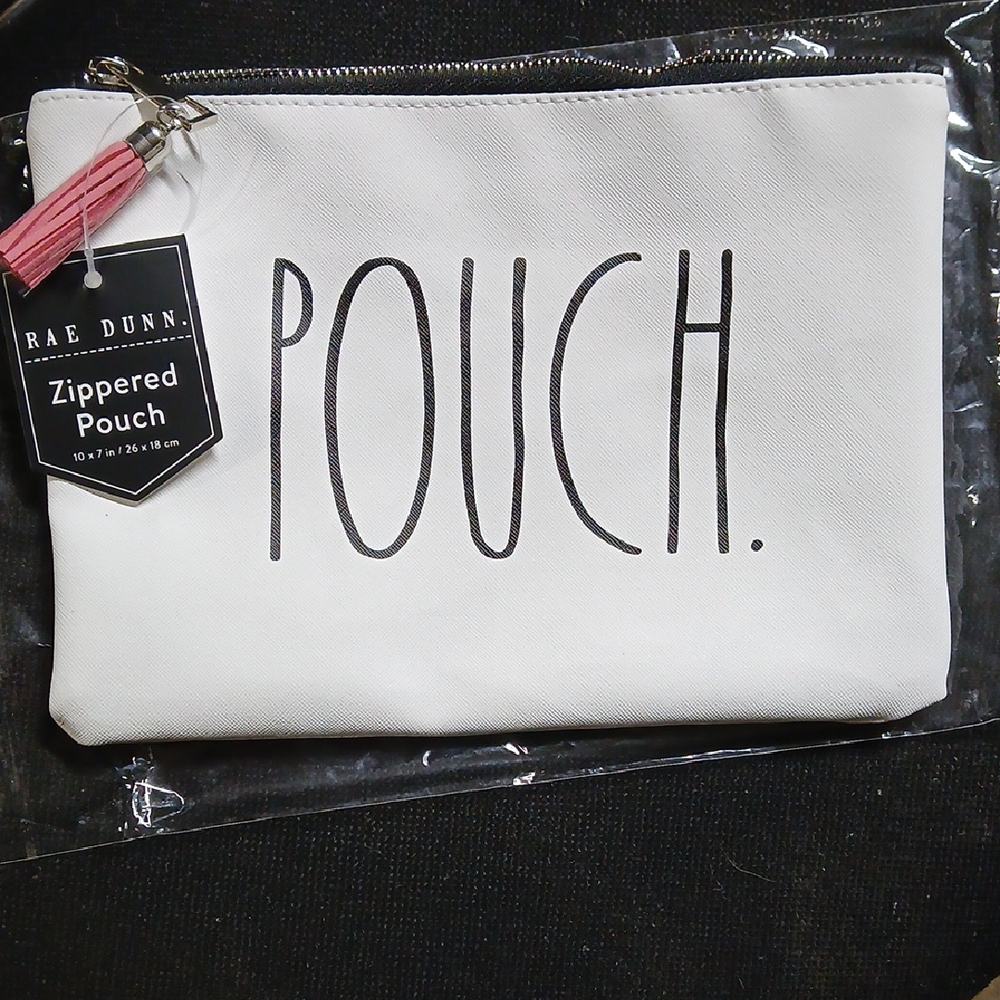 POUCH.
RAE DUNN.
Zippered
Pouch
10 x 7 in / 26 x 18 cm